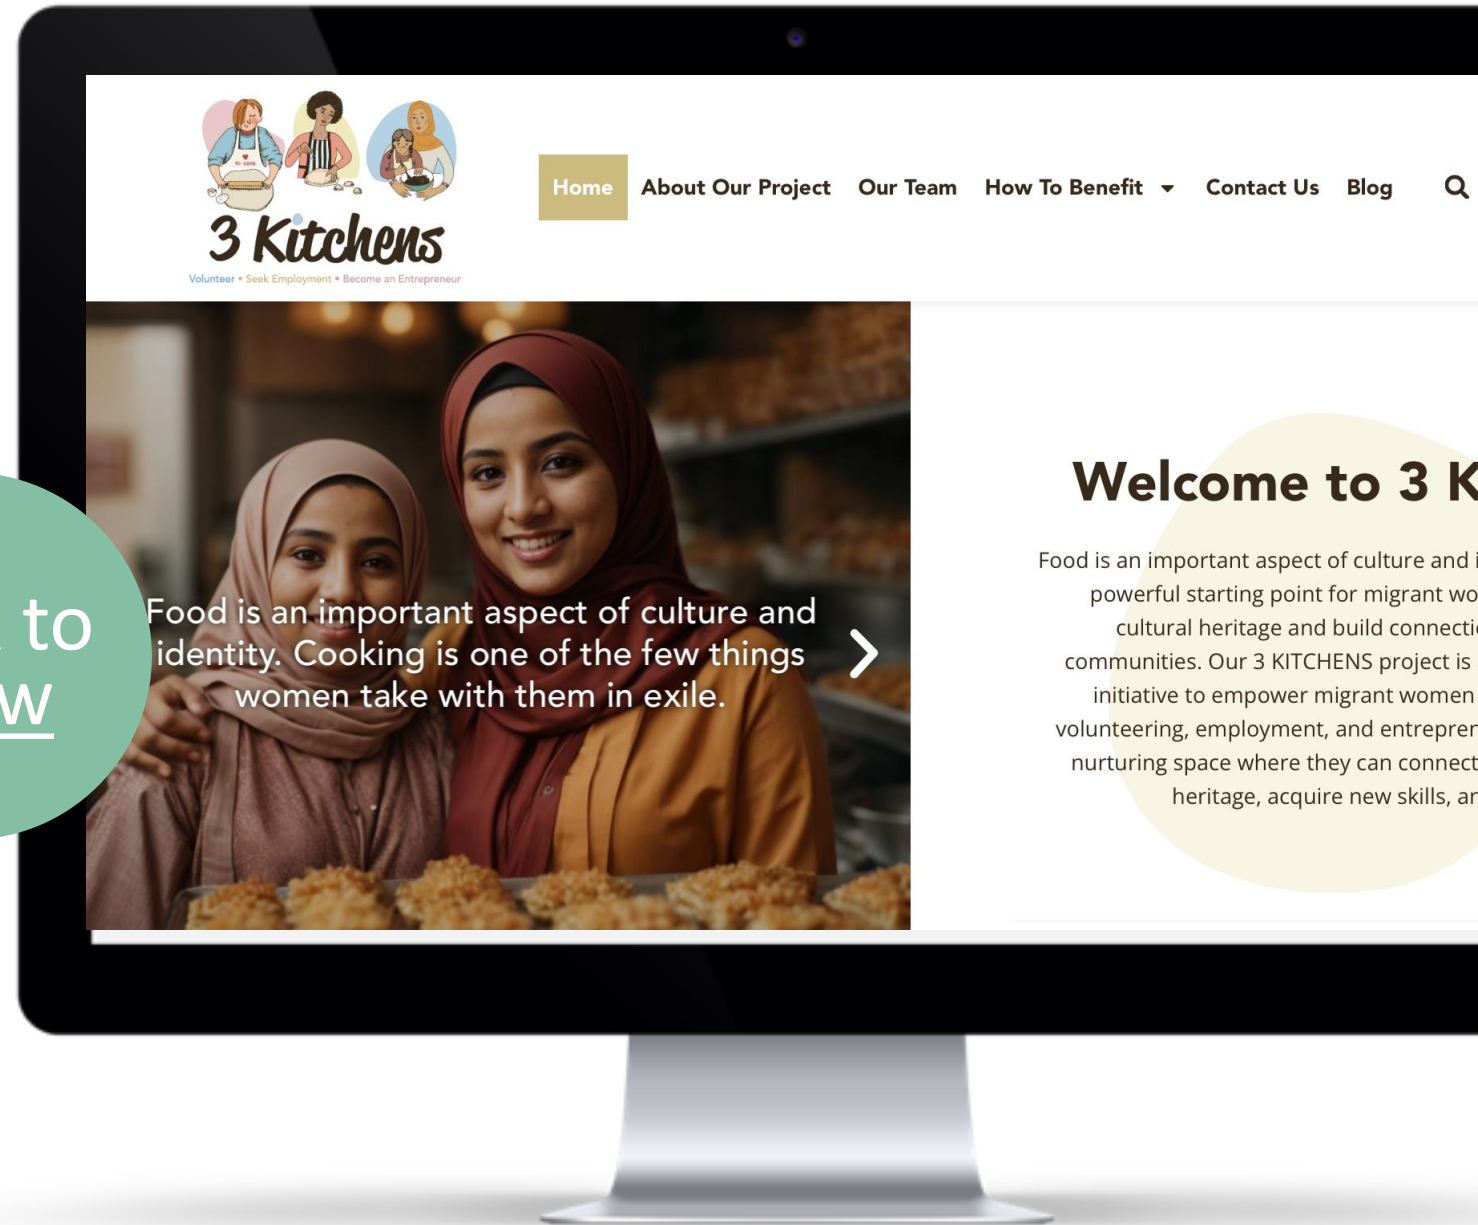 TO COOK
3 Kitchens
Volunteer • Seek Employment • Become an Entrepreneur
Home About Our Project Our Team How To Benefit Contact Us Blog
to
w
Food is an important aspect of culture and
identity. Cooking is one of the few things
women take with them in exile.
Welcome to 3 K
Food is an important aspect of culture and
powerful starting point for migrant
cultural heritage and build
communities. Our 3 KITCHENS project is
initiative to empower migrant women
volunteering, employment, and
nurturing space where they can connect
heritage, acquire new skills,